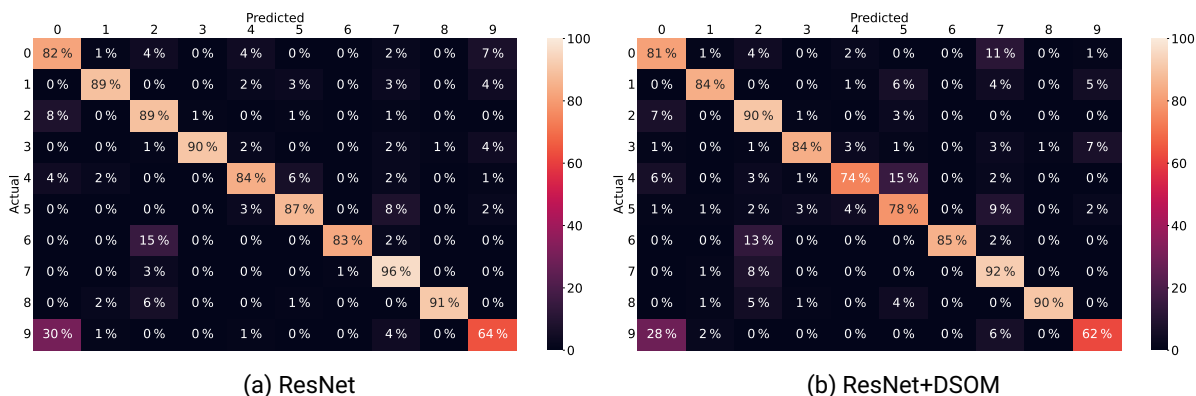 Predicted
0 1 2 3 4 5 6 7 8 9
Actual
0 82 % 1 % 4 % 0 % 4 % 0 % 0 % 2 % 0 % 7 %
1 0 % 89 % 0 % 0 % 2 % 3 % 0 % 3 % 0 % 4 %
2 8 % 0 % 89 % 1 % 0 % 1 % 0 % 1 % 0 % 0 %
3 0 % 0 % 1 % 90 % 2 % 0 % 0 % 2 % 1 % 4 %
4 4 % 2 % 0 % 0 % 84 % 6 % 0 % 2 % 0 % 1 %
5 0 % 0 % 0 % 0 % 3 % 87 % 0 % 8 % 0 % 2 %
6 0 % 0 % 15 % 0 % 0 % 0 % 83 % 2 % 0 % 0 %
7 0 % 0 % 3 % 0 % 0 % 0 % 1 % 96 % 0 % 0 %
8 0 % 2 % 6 % 0 % 0 % 1 % 0 % 0 % 91 % 0 %
9 30 % 1 % 0 % 0 % 1 % 0 % 0 % 4 % 0 % 64 %
100
80
60
40
20
0
(a) ResNet
Predicted
0 1 2 3 4 5 6 7 8 9
Actual
0 81 % 1 % 4 % 0 % 2 % 0 % 0 % 11 % 0 % 1 %
1 0 % 84 % 0 % 0 % 1 % 6 % 0 % 4 % 0 % 5 %
2 7 % 0 % 90 % 1 % 0 % 3 % 0 % 0 % 0 % 0 %
3 1 % 0 % 1 % 84 % 3 % 1 % 0 % 3 % 1 % 7 %
4 6 % 0 % 3 % 1 % 74 % 15 % 0 % 2 % 0 % 0 %
5 1 % 1 % 2 % 3 % 4 % 78 % 0 % 9 % 0 % 2 %
6 0 % 0 % 13 % 0 % 0 % 0 % 85 % 2 % 0 % 0 %
7 0 % 1 % 8 % 0 % 0 % 0 % 0 % 92 % 0 % 0 %
8 0 % 1 % 5 % 1 % 0 % 4 % 0 % 0 % 90 % 0 %
9 28 % 2 % 0 % 0 % 1 % 0 % 0 % 6 % 0 % 62 %
100
80
60
40
20
0
(b) ResNet+DSOM